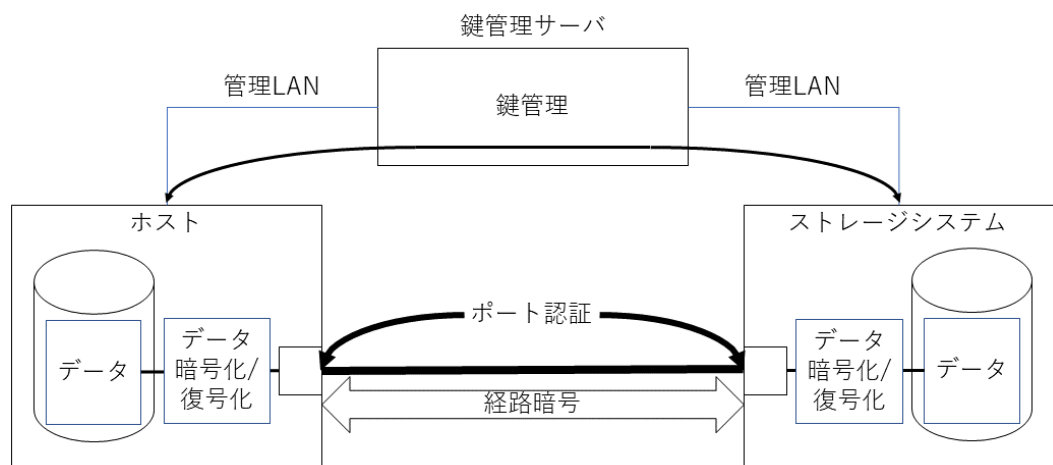 鍵管理サーバ
管理LAN
鍵管理
管理LAN
ホスト
ストレージシステム
ポート認証
データ
データ
暗号化/
復号化
経路暗号
データ
暗号化/
復号化
データ